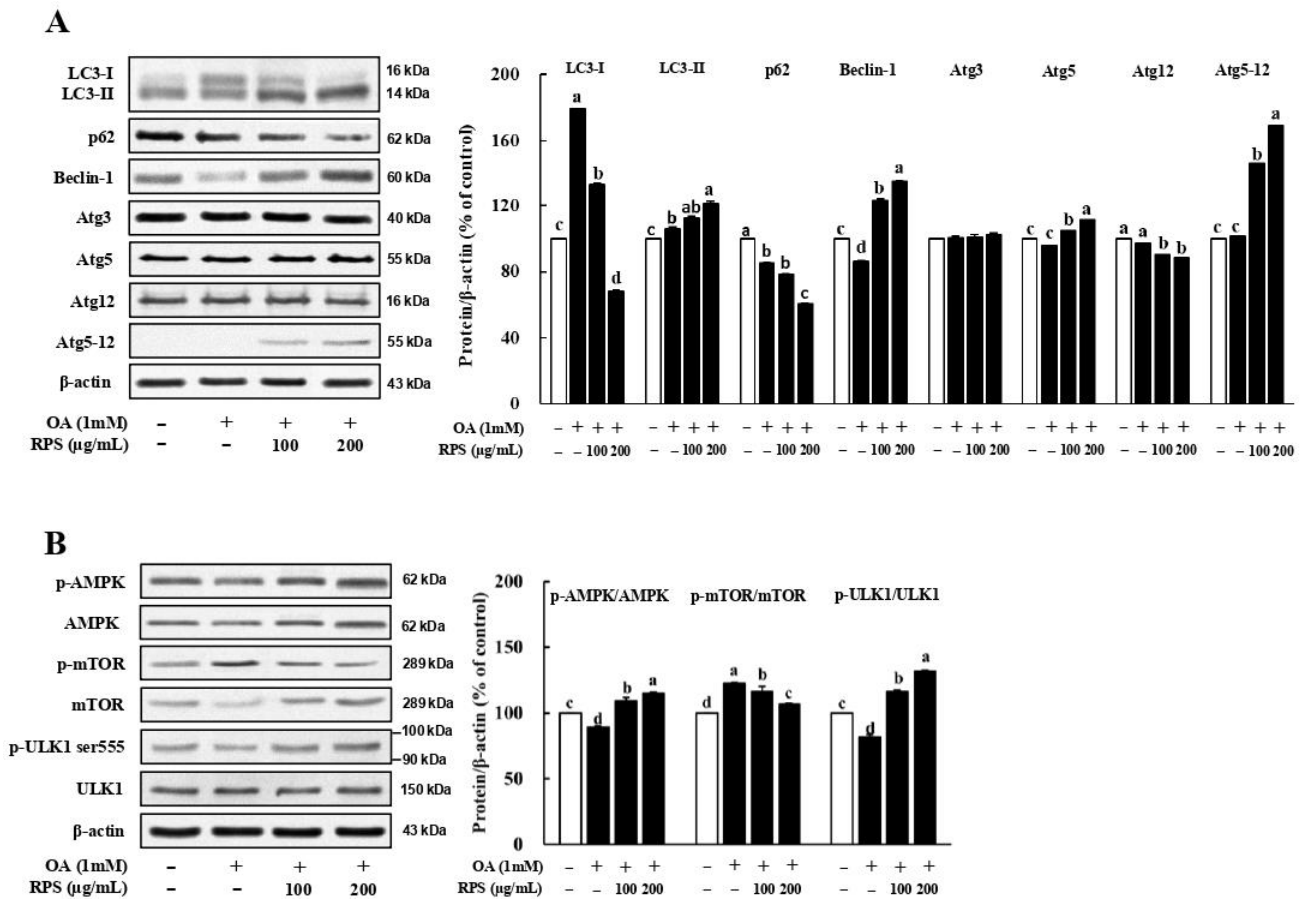 A
LC3-I
LC3-II
16 kDa
14 kDa
p62
62 kDa
Beclin-1
60 kDa
Atg3
40 kDa
Atg5
55 kDa
Atg12
16 kDa
Atg5-12
55 kDa
β-actin
43 kDa
OA (1mM) – + + +
RPS (µg/mL) – – 100 200
Protein/β-actin (% of control)
200
160
120
80
40
0
LC3-I LC3-II p62 Beclin-1 Atg3 Atg5 Atg12 Atg5-12
c a b d
c b ab a
a b b c
c d b a
c c b a
a a b b
c c b a
OA (1mM) – + + + – + + + – + + + – + + + – + + + – + + + – + + + – + + +
RPS (µg/mL) – – 100 200 – – 100 200 – – 100 200 – – 100 200 – – 100 200 – – 100 200 – – 100 200 – – 100 200
B
p-AMPK
62 kDa
AMPK
62 kDa
p-mTOR
289 kDa
mTOR
289 kDa
p-ULK1 ser555
100 kDa
90 kDa
ULK1
150 kDa
β-actin
43 kDa
OA (1mM) – + + +
RPS (µg/mL) – – 100 200
Protein/β-actin (% of control)
200
150
100
50
0
p-AMPK/AMPK p-mTOR/mTOR p-ULK1/ULK1
c d b a
d a b c
c d b a
OA (1mM) – + + + – + + + – + + +
RPS (µg/mL) – – 100 200 – – 100 200 – – 100 200